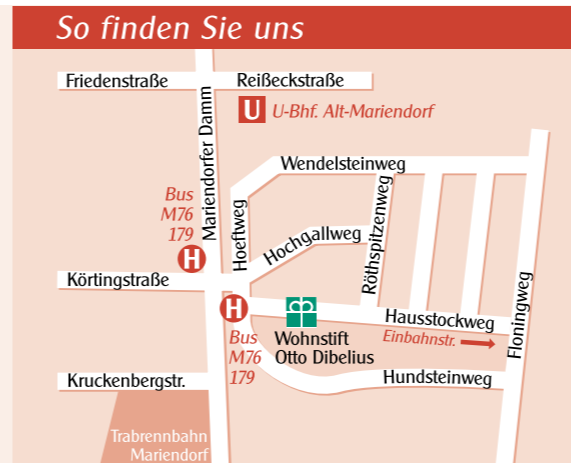 So finden Sie uns
Friedenstraße
Reißeckstraße
U
U-Bhf. Alt-Mariendorf
Mariendorfer Damm
Wendelsteinweg
Bus
M76
179
H
Hoeftweg
Hochgallweg
Röthspitzenweg
Körtingstraße
H
Bus
M76
179
Wohnstift
Otto Dibelius
Hausstockweg
Einbahnstr.
Floningweg
Kruckenbergstr.
Hundsteinweg
Trabrennbahn
Mariendorf